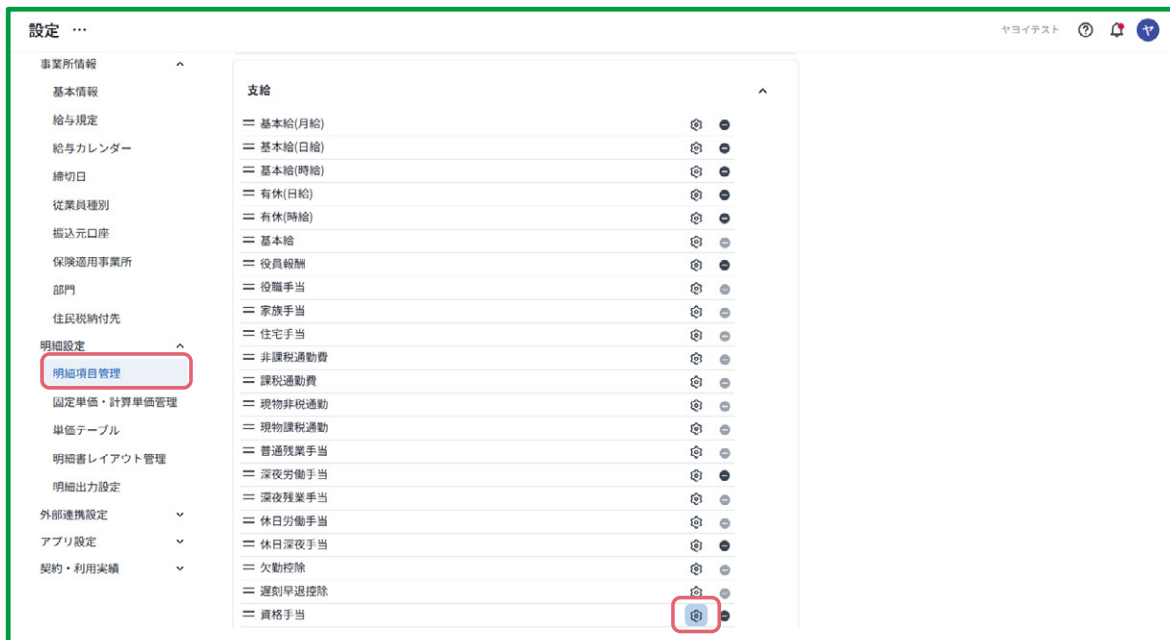 設定 …
ヤヨイテスト
ヤ
事業所情報
基本情報
給与規定
給与カレンダー
締切日
従業員種別
振込元口座
保険適用事業所
部門
住民税納付先
明細設定
明細項目管理
固定単価・計算単価管理
単価テーブル
明細書レイアウト管理
明細出力設定
外部連携設定
アプリ設定
契約・利用実績
支給
基本給(月給)
基本給(日給)
基本給(時給)
有休(日給)
有休(時給)
基本給
役員報酬
役職手当
家族手当
住宅手当
非課税通勤費
課税通勤費
現物非税通勤
現物課税通勤
普通残業手当
深夜労働手当
深夜残業手当
休日労働手当
休日深夜手当
欠勤控除
遅刻早退控除
資格手当